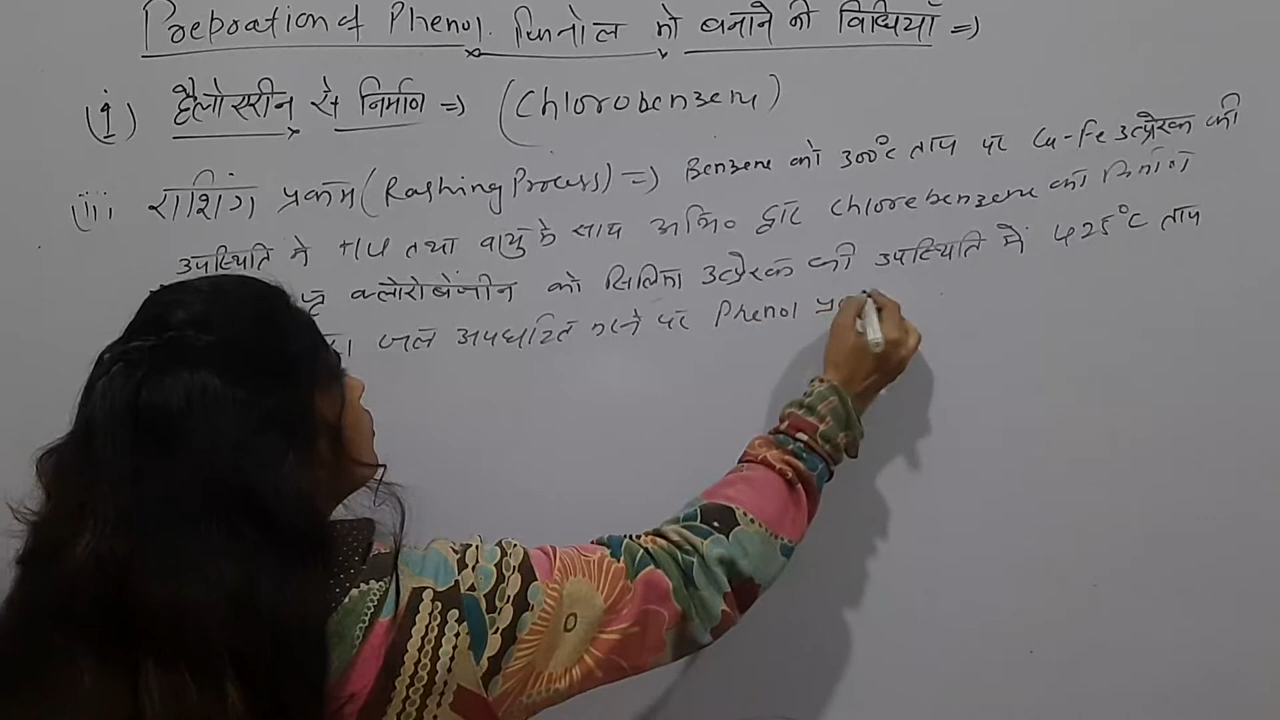 Preparation of Phenol. फिनोल को बनाने की विधियाँ =>
(i) हैलोएरीन से निर्माण => (Chlorobenzene)
(ii) राशिंग प्रक्रम (Rashing Process) => Benzene को 300°C ताप पर Cu-Fe उत्प्रेरक की
उपस्थिति में HCl तथा वायु के साथ अभि० द्वारा Chlorobenzene का निर्माण
क्लोरोबेंजीन को सिलिका उत्प्रेरक की उपस्थिति में 425°C ताप
जल अपघटित करने पर Phenol